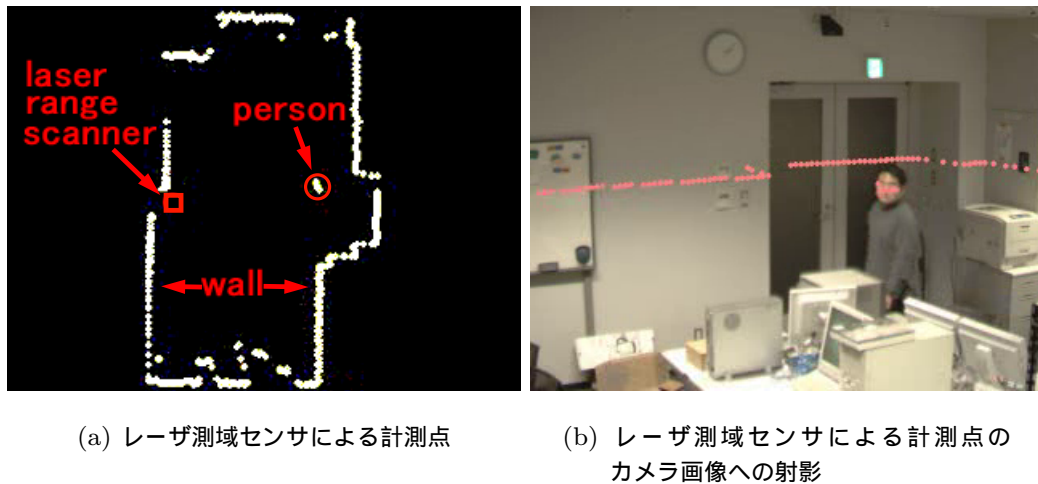 laser
range
scanner
person
wall
(a) レーザ測域センサによる計測点
(b) レーザ測域センサによる計測点の
カメラ画像への射影